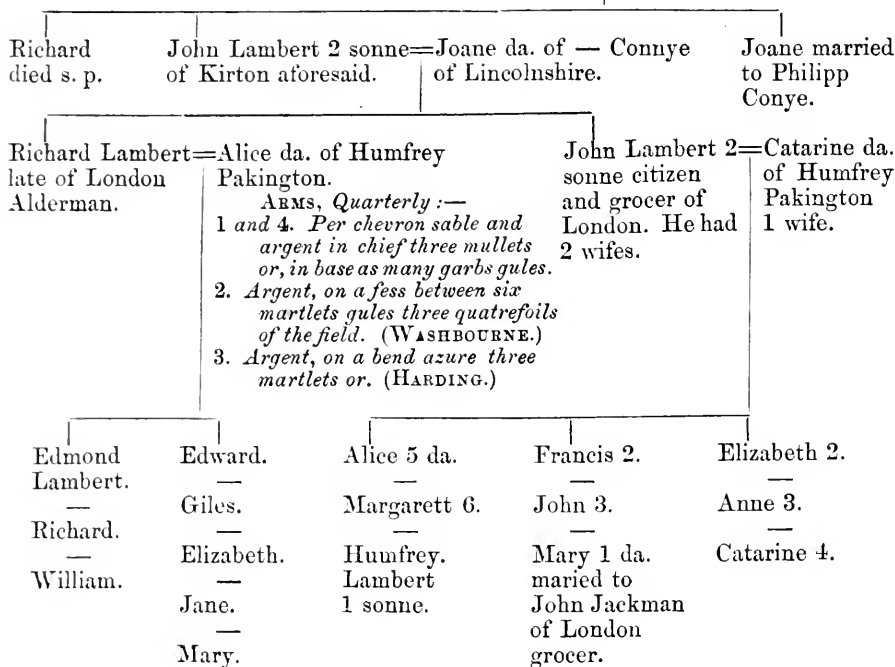 Richard
died s. p.
John Lambert 2 sonne=Joane da. of — Connye
of Kirton aforesaid. of Lincolnshire.
Joane married
to Philipp
Conye.
Richard Lambert=Alice da. of Humfrey
late of London Pakington.
Alderman.
ARMS, Quarterly :—
1 and 4. Per chevron sable and
argent in chief three mullets
or, in base as many garbs gules.
2. Argent, on a fess between six
martlets gules three quatrefoils
of the field. (WASHBOURNE.)
3. Argent, on a bend azure three
martlets or. (HARDING.)
John Lambert 2=Catarine da.
sonne citizen of Humfrey
and grocer of Pakington
London. He had 1 wife.
2 wifes.
Edmond
Lambert.
—
Richard.
—
William.
Edward.
—
Giles.
—
Elizabeth.
—
Jane.
—
Mary.
Alice 5 da.
—
Margarett 6.
—
Humfrey.
Lambert
1 sonne.
Francis 2.
—
John 3.
—
Mary 1 da.
maried to
John Jackman
of London
grocer.
Elizabeth 2.
—
Anne 3.
—
Catarine 4.